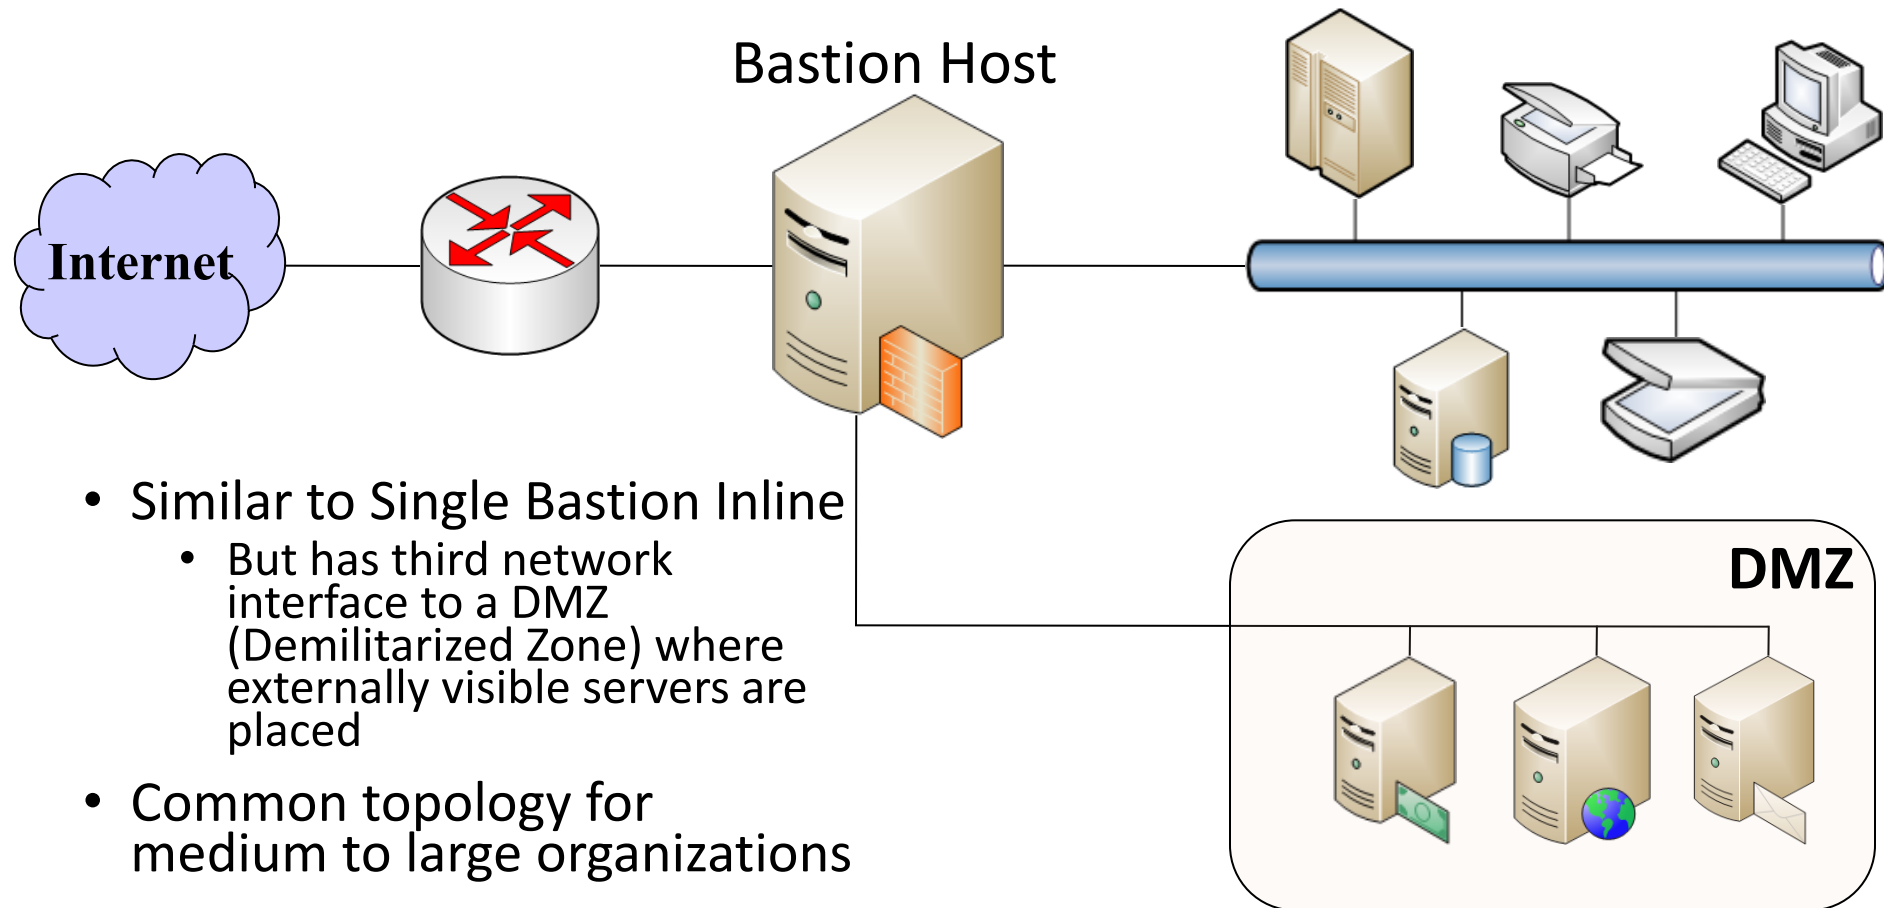 Bastion Host
Internet
• Similar to Single Bastion Inline
• But has third network
interface to a DMZ
(Demilitarized Zone) where
externally visible servers are
placed
• Common topology for
medium to large organizations
DMZ